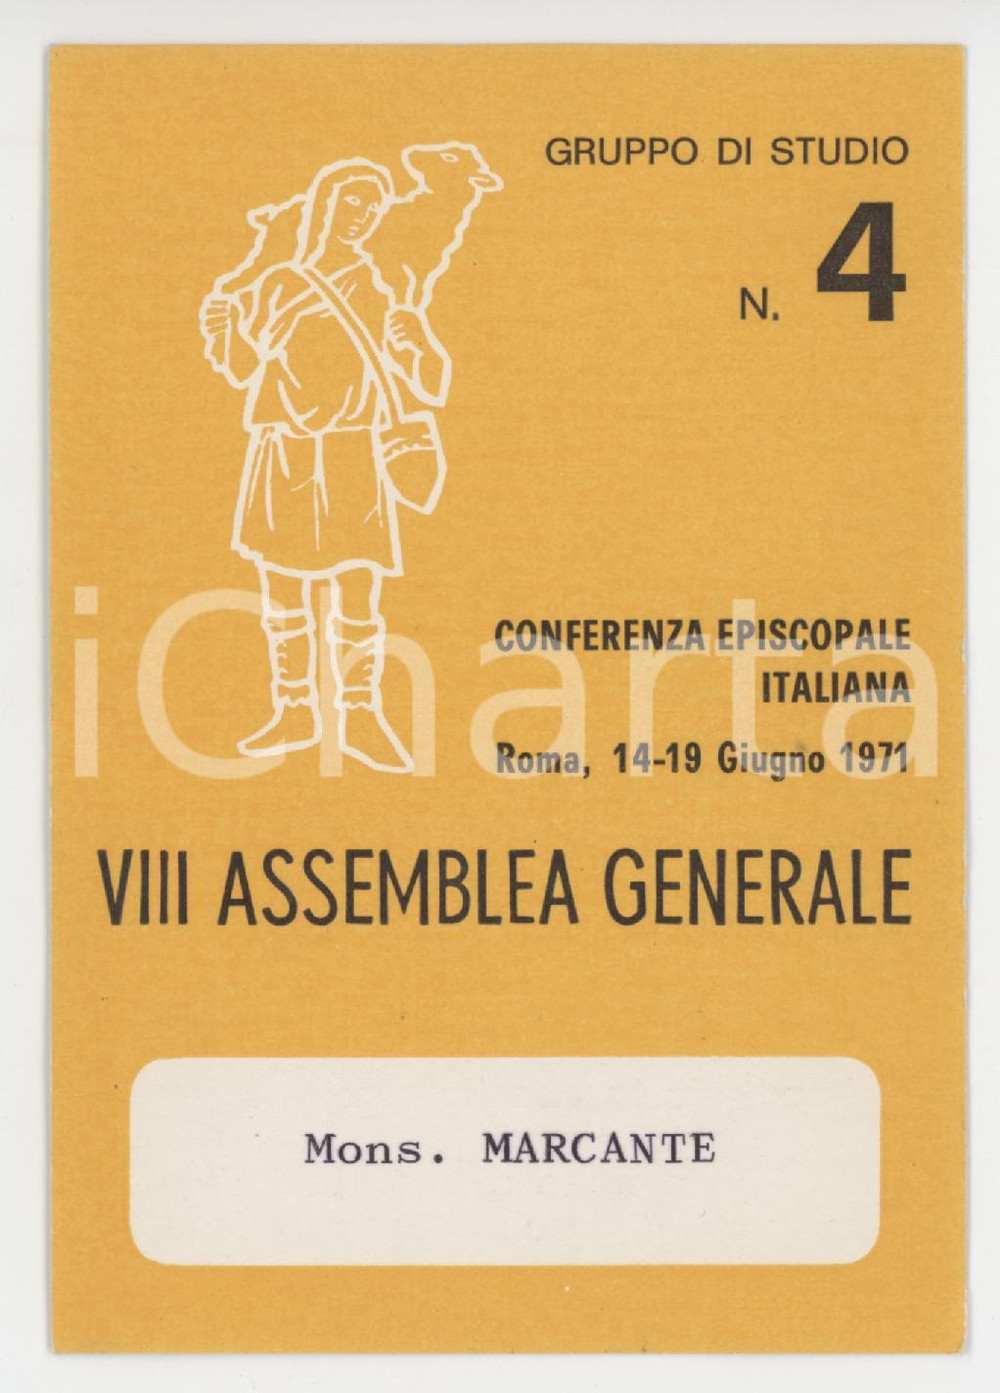 GRUPPO DI STUDIO
N. 4
CONFERENZA EPISCOPALE
ITALIANA
Roma, 14-19 Giugno 1971
iCharta
VIII ASSEMBLEA GENERALE
Mons. MARCANTE